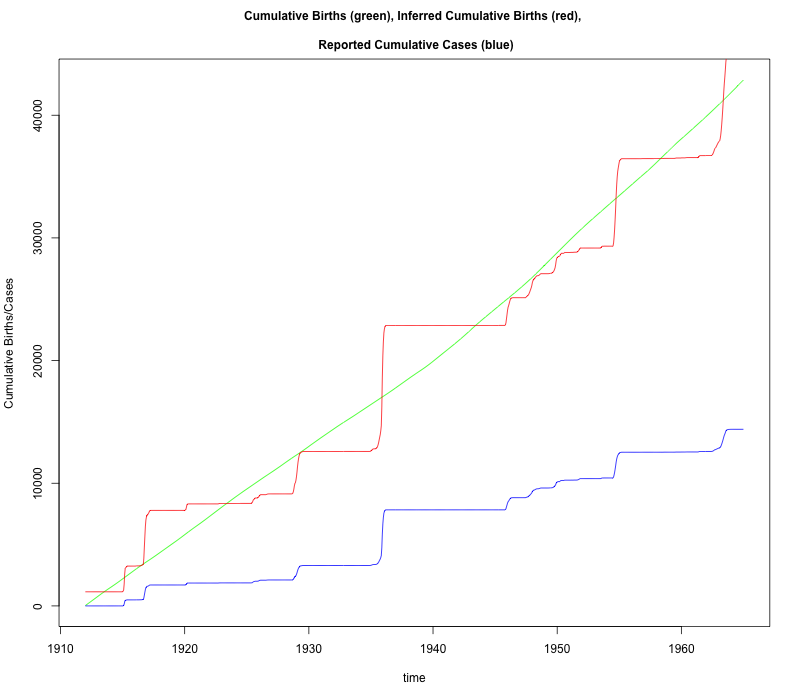 Cumulative Births (green), Inferred Cumulative Births (red),
Reported Cumulative Cases (blue)
Cumulative Births/Cases
40000
30000
20000
10000
0
1910 1920 1930 1940 1950 1960
time